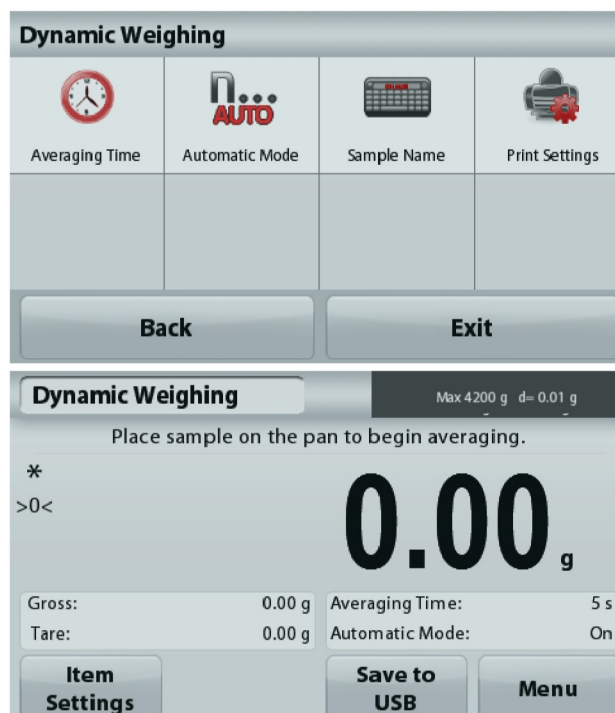 Dynamic Weighing
n...
AUTO
Averaging Time Automatic Mode Sample Name Print Settings
Back Exit
Dynamic Weighing Max 4200 g d= 0.01 g
Place sample on the pan to begin averaging.
*
>0<
0.00 g
Gross: 0.00 g Averaging Time: 5 s
Tare: 0.00 g Automatic Mode: On
Item Settings Save to USB Menu